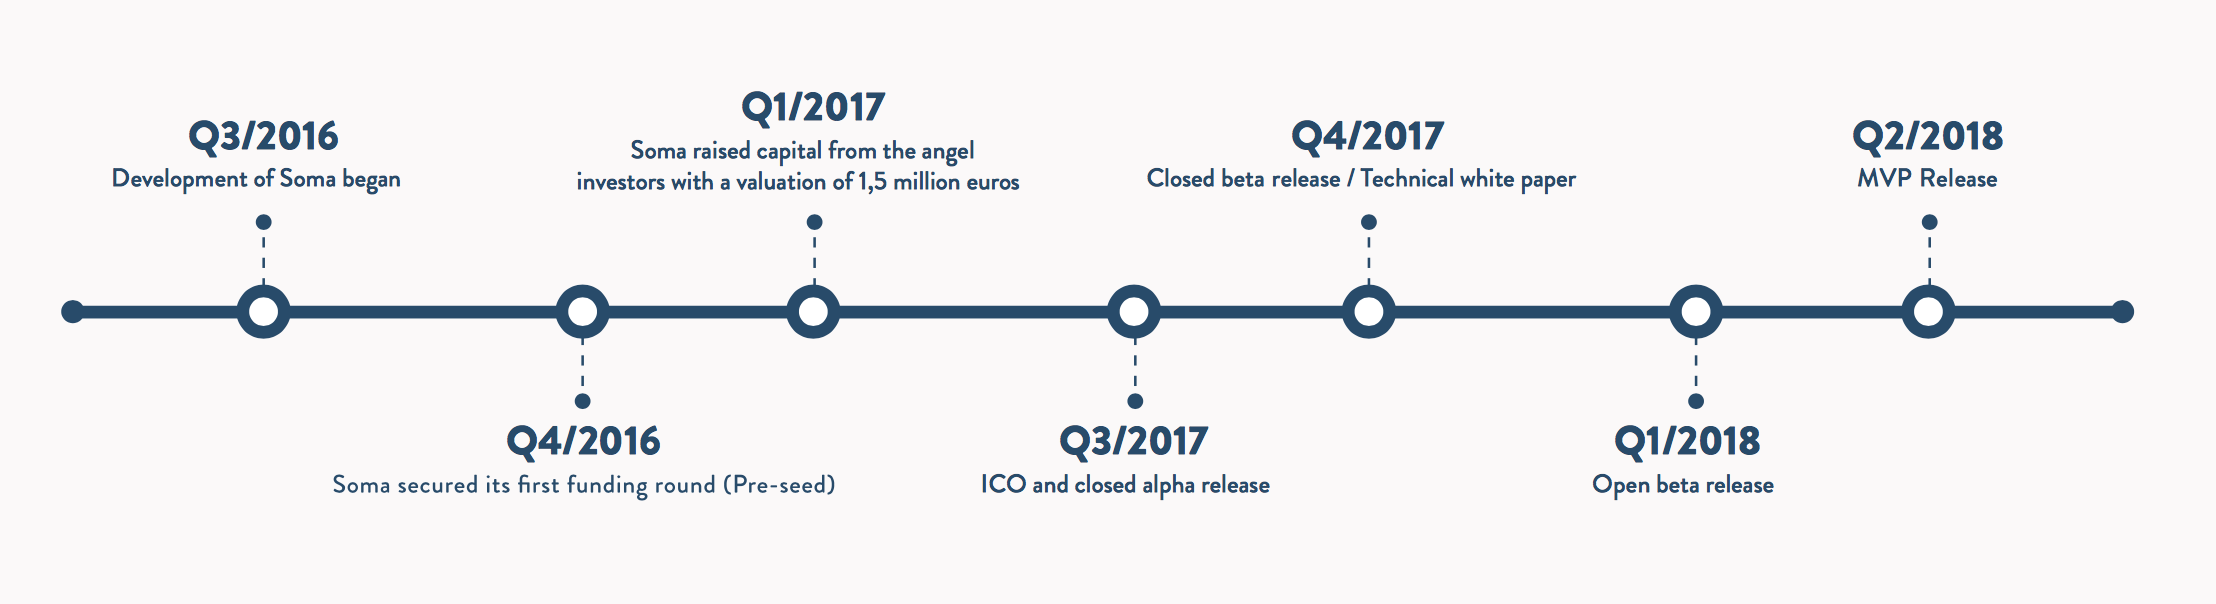 Q3/2016
Development of Soma began
Q4/2016
Soma secured its first funding round (Pre-seed)
Q1/2017
Soma raised capital from the angel
investors with a valuation of 1,5 million euros
Q3/2017
ICO and closed alpha release
Q4/2017
Closed beta release / Technical white paper
Q1/2018
Open beta release
Q2/2018
MVP Release